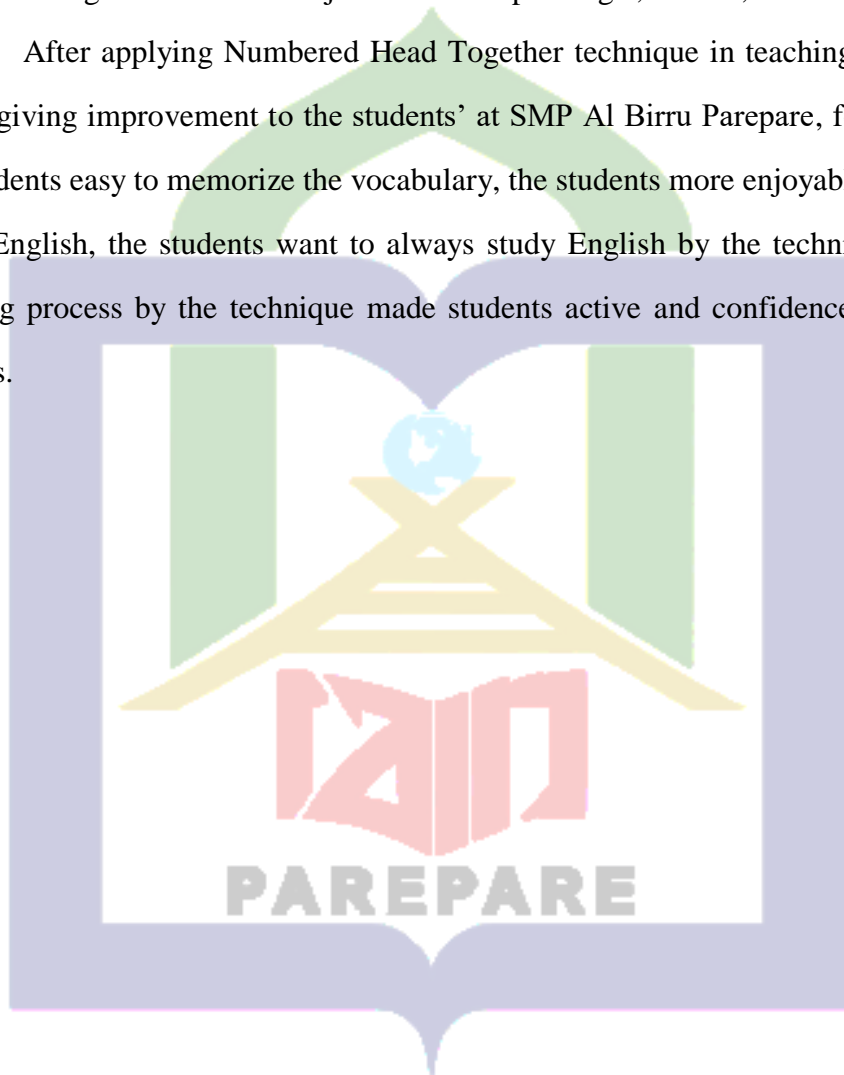 After applying Numbered Head Together technique in teaching
giving improvement to the students’ at SMP Al Birru Parepare, f
dents easy to memorize the vocabulary, the students more enjoyab
English, the students want to always study English by the techni
g process by the technique made students active and confidence
s.
iain
PAREPARE